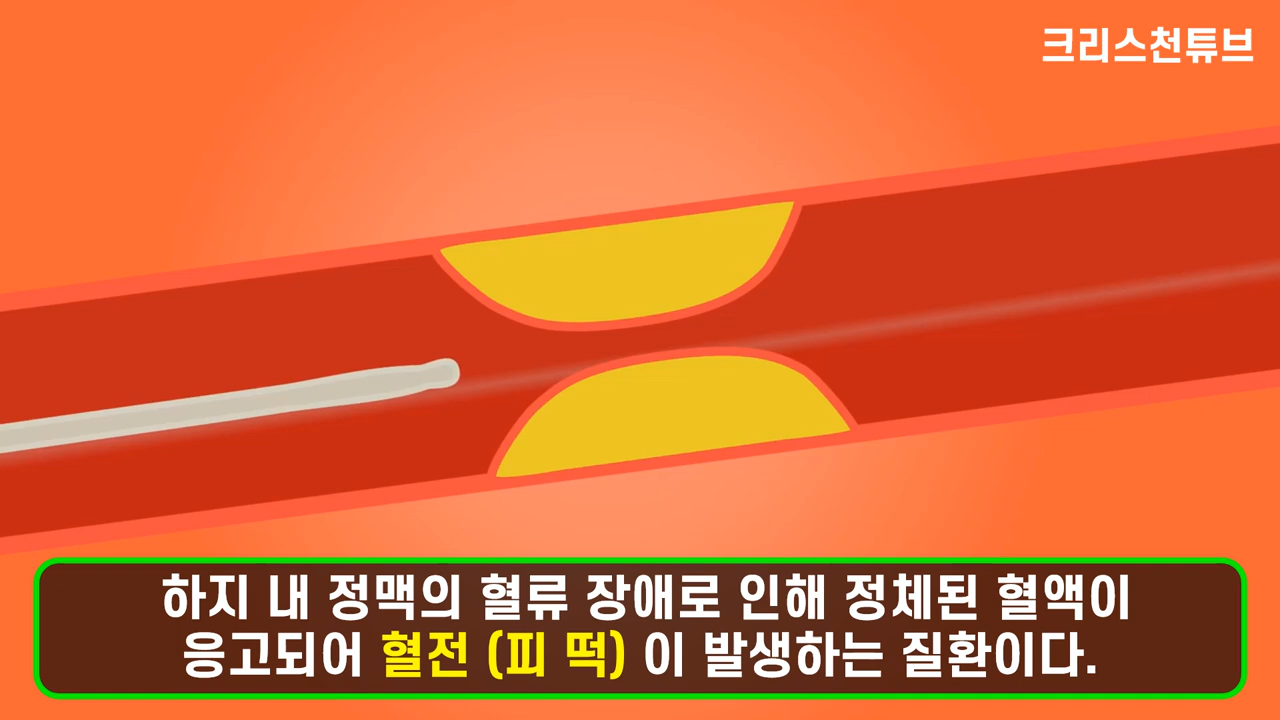 크리스천튜브
하지 내 정맥의 혈류 장애로 인해 정체된 혈액이
응고되어 혈전 (피 떡) 이 발생하는 질환이다.